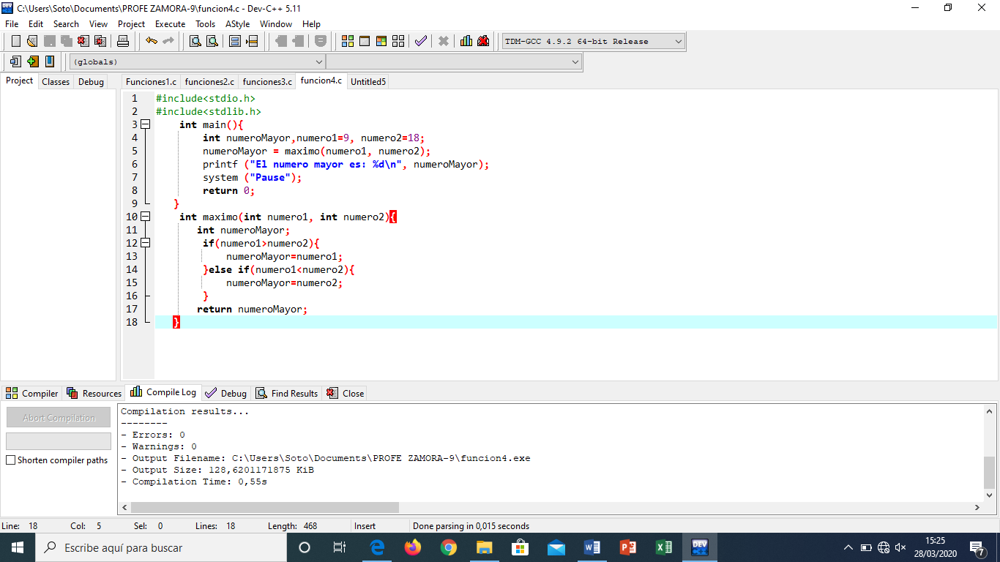 C:\Users\Soto\Documents\PROFE ZAMORA-9\funcion4.c - Dev-C++ 5.11
File Edit Search View Project Execute Tools AStyle Window Help
TDM-GCC 4.9.2 64-bit Release
(globals)
Project Classes Debug Funciones1.c funciones2.c funciones3.c funcion4.c Untitled5
1 #include<stdio.h>
2 #include<stdlib.h>
3 int main(){
4 int numeroMayor,numero1=9, numero2=18;
5 numeroMayor = maximo(numero1, numero2);
6 printf ("El numero mayor es: %d\n", numeroMayor);
7 system ("Pause");
8 return 0;
9 }
10 int maximo(int numero1, int numero2){
11 int numeroMayor;
12 if(numero1>numero2){
13 numeroMayor=numero1;
14 }else if(numero1<numero2){
15 numeroMayor=numero2;
16 }
17 return numeroMayor;
18 }
Compiler Resources Compile Log Debug Find Results Close
Abort Compilation
Shorten compiler paths
Compilation results...
--------
- Errors: 0
- Warnings: 0
- Output Filename: C:\Users\Soto\Documents\PROFE ZAMORA-9\funcion4.exe
- Output Size: 128,6201171875 KiB
- Compilation Time: 0,55s
Line: 18 Col: 5 Sel: 0 Lines: 18 Length: 468 Insert Done parsing in 0,015 seconds
Escribe aquí para buscar
DEV
15:25
28/03/2020
7